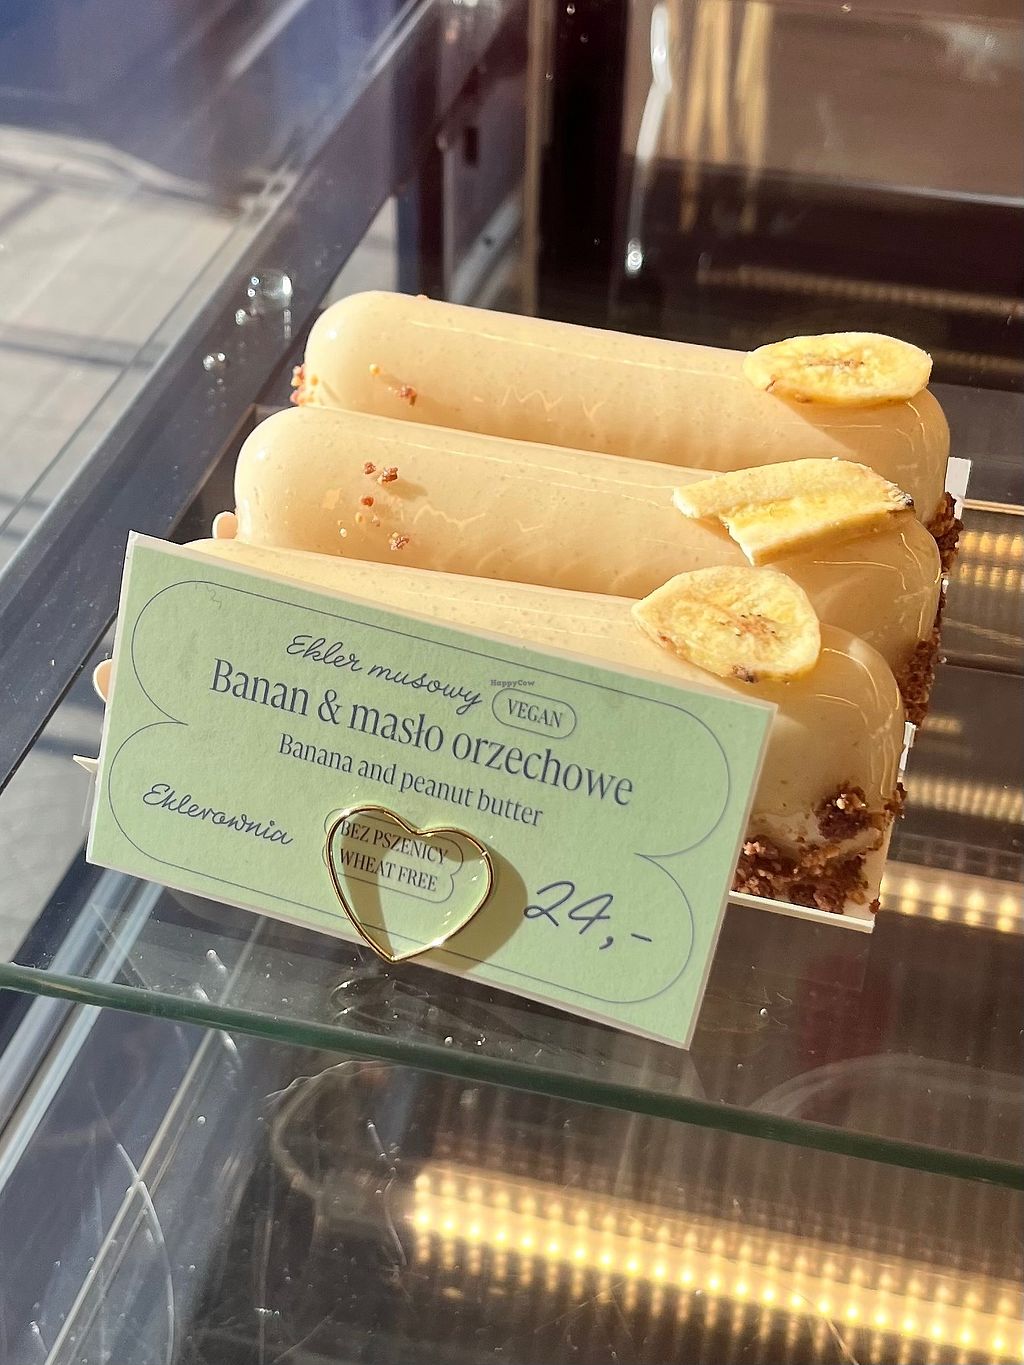 Ekler musowy
HappyCow
VEGAN
Banan & masło orzechowe
Banana and peanut butter
Eklerownia
BEZ PSZENICY
WHEAT FREE
24,-